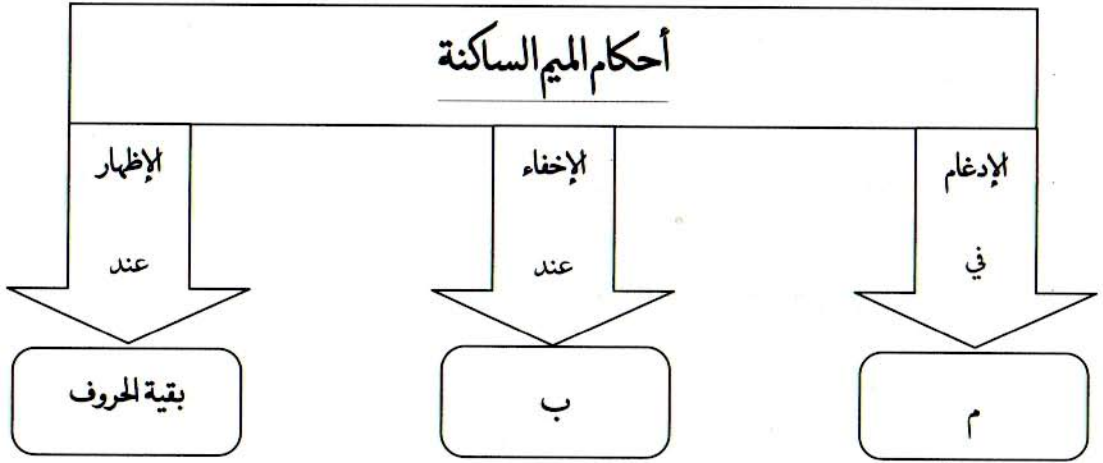 أحكام الميم الساكنة
الإدغام
في
م
الإخفاء
عند
ب
الإظهار
عند
بقية الحروف